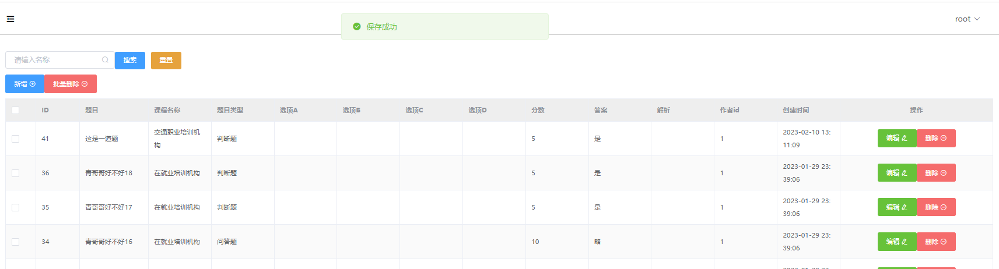 保存成功
root
请输入名称 搜索 重置
新增 批量删除
ID 题目 课程名称 题目类型 选顶A 选顶B 选顶C 选顶D 分数 答案 解析 作者id 创建时间 操作
41 这是一道题 交通职业培训机 判断题 5 是 1 2023-02-10 13: 编辑 删除
构 11:09
36 青哥哥好不好18 在就业培训机构 判断题 5 是 1 2023-01-29 23: 编辑 删除
39:06
35 青哥哥好不好17 在就业培训机构 判断题 5 是 1 2023-01-29 23: 编辑 删除
39:06
34 青哥哥好不好16 在就业培训机构 问答题 10 略 1 2023-01-29 23: 编辑 删除
39:06